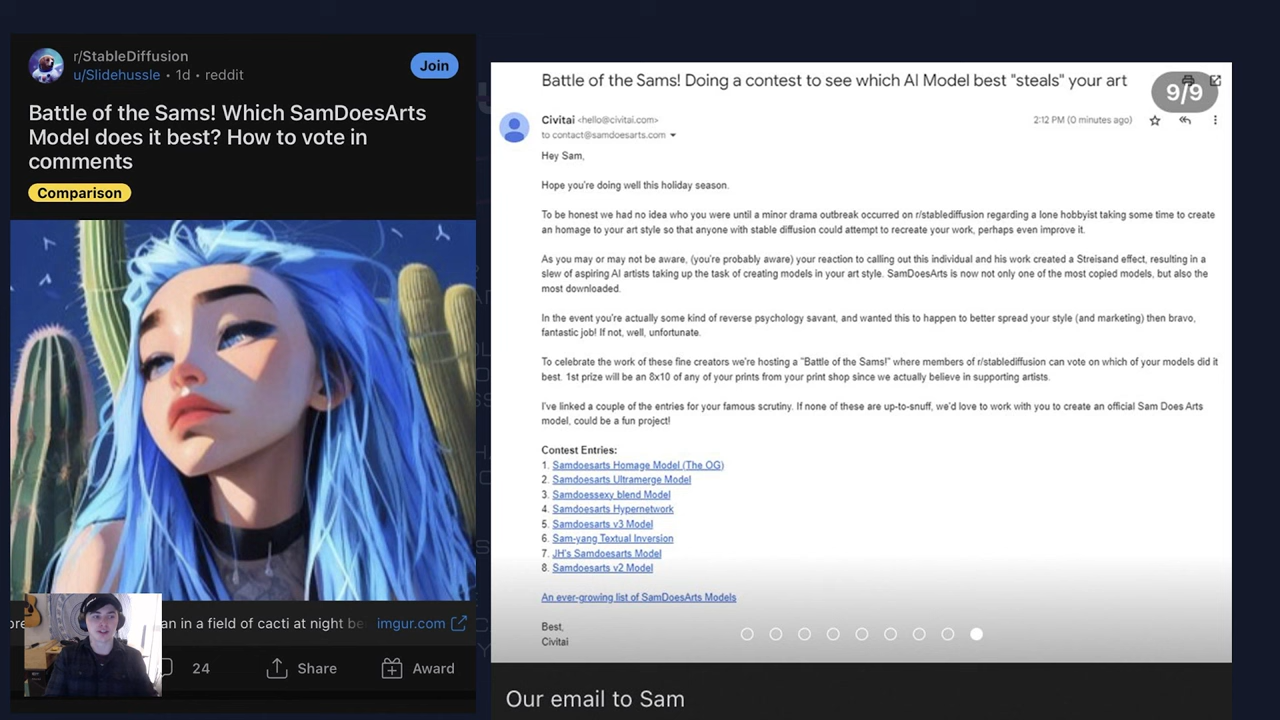 r/StableDiffusion
u/Slidehussle • 1d • reddit
Join
Battle of the Sams! Which SamDoesArts
Model does it best? How to vote in
comments
Comparison
an in a field of cacti at night be
imgur.com
24
Share
Award
Battle of the Sams! Doing a contest to see which AI Model best "steals" your art
9/9
Civitai <hello@civitai.com>
2:12 PM (0 minutes ago)
to contact@samdoesarts.com
Hey Sam,
Hope you're doing well this holiday season.
To be honest we had no idea who you were until a minor drama outbreak occurred on r/stablediffusion regarding a lone hobbyist taking some time to create
an homage to your art style so that anyone with stable diffusion could attempt to recreate your work, perhaps even improve it.
As you may or may not be aware, (you're probably aware) your reaction to calling out this individual and his work created a Streisand effect, resulting in a
slew of aspiring AI artists taking up the task of creating models in your art style. SamDoesArts is now not only one of the most copied models, but also the
most downloaded.
In the event you're actually some kind of reverse psychology savant, and wanted this to happen to better spread your style (and marketing) then bravo,
fantastic job! If not, well, unfortunate.
To celebrate the work of these fine creators we're hosting a "Battle of the Sams!" where members of r/stablediffusion can vote on which of your models did it
best. 1st prize will be an 8x10 of any of your prints from your print shop since we actually believe in supporting artists.
I've linked a couple of the entries for your famous scrutiny. If none of these are up-to-snuff, we'd love to work with you to create an official Sam Does Arts
model, could be a fun project!
Contest Entries:
1. Samdoesarts Homage Model (The OG)
2. Samdoesarts Ultramerge Model
3. Samdoessexy blend Model
4. Samdoesarts Hypernetwork
5. Samdoesarts v3 Model
6. Sam-yang Textual Inversion
7. JH's Samdoesarts Model
8. Samdoesarts v2 Model
An ever-growing list of SamDoesArts Models
Best,
Civitai
Our email to Sam